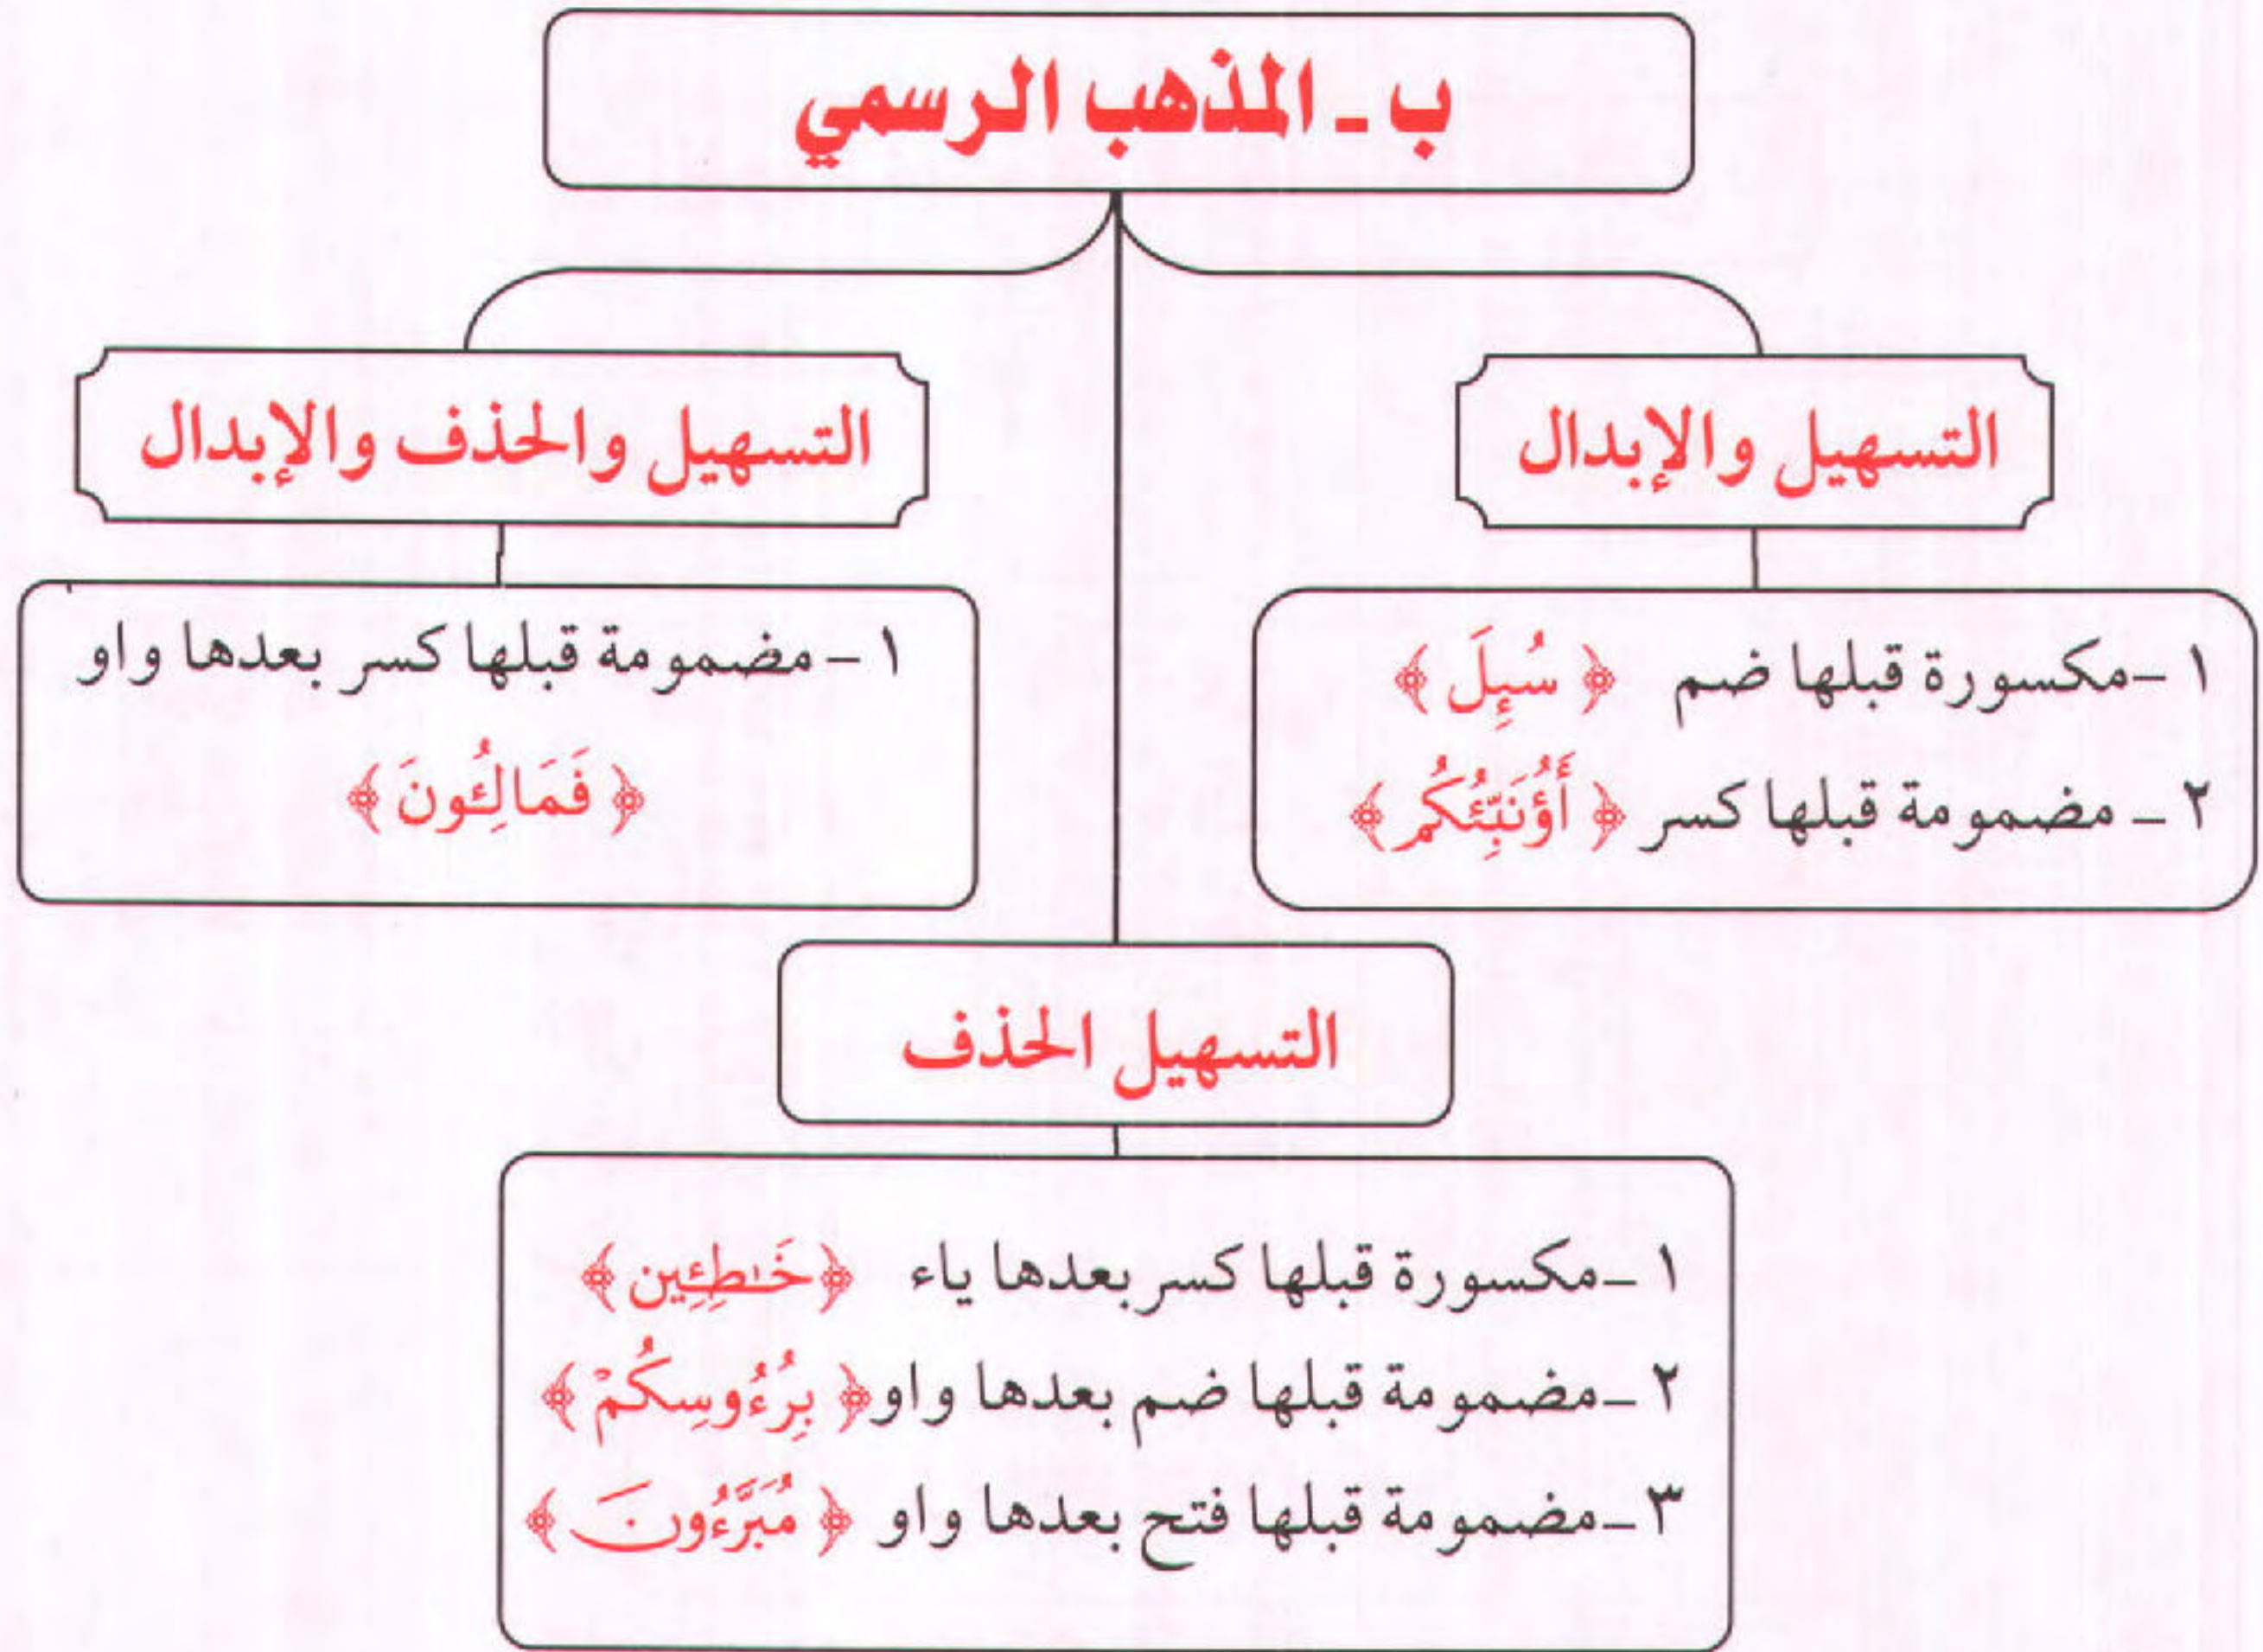 ب ـ المذهب الرسمي
التسهيل والإبدال
١ -مكسورة قبلها ضم ﴿ سُئِلَ ﴾
٢ ـ مضمومة قبلها كسر ﴿ أَؤُنَبِّئُكُم ﴾
التسهيل والحذف والإبدال
١ - مضمومة قبلها كسر بعدها واو
﴿ فَمَالِـُٔونَ ﴾
التسهيل الحذف
١ ـ مكسورة قبلها كسر بعدها ياء ﴿ خَـٰطِـِٔين ﴾
٢ ـ مضمومة قبلها ضم بعدها واو ﴿ بِرُءُوسِكُمْ ﴾
٣ ـ مضمومة قبلها فتح بعدها واو ﴿ مُبَرَّءُونَ ﴾